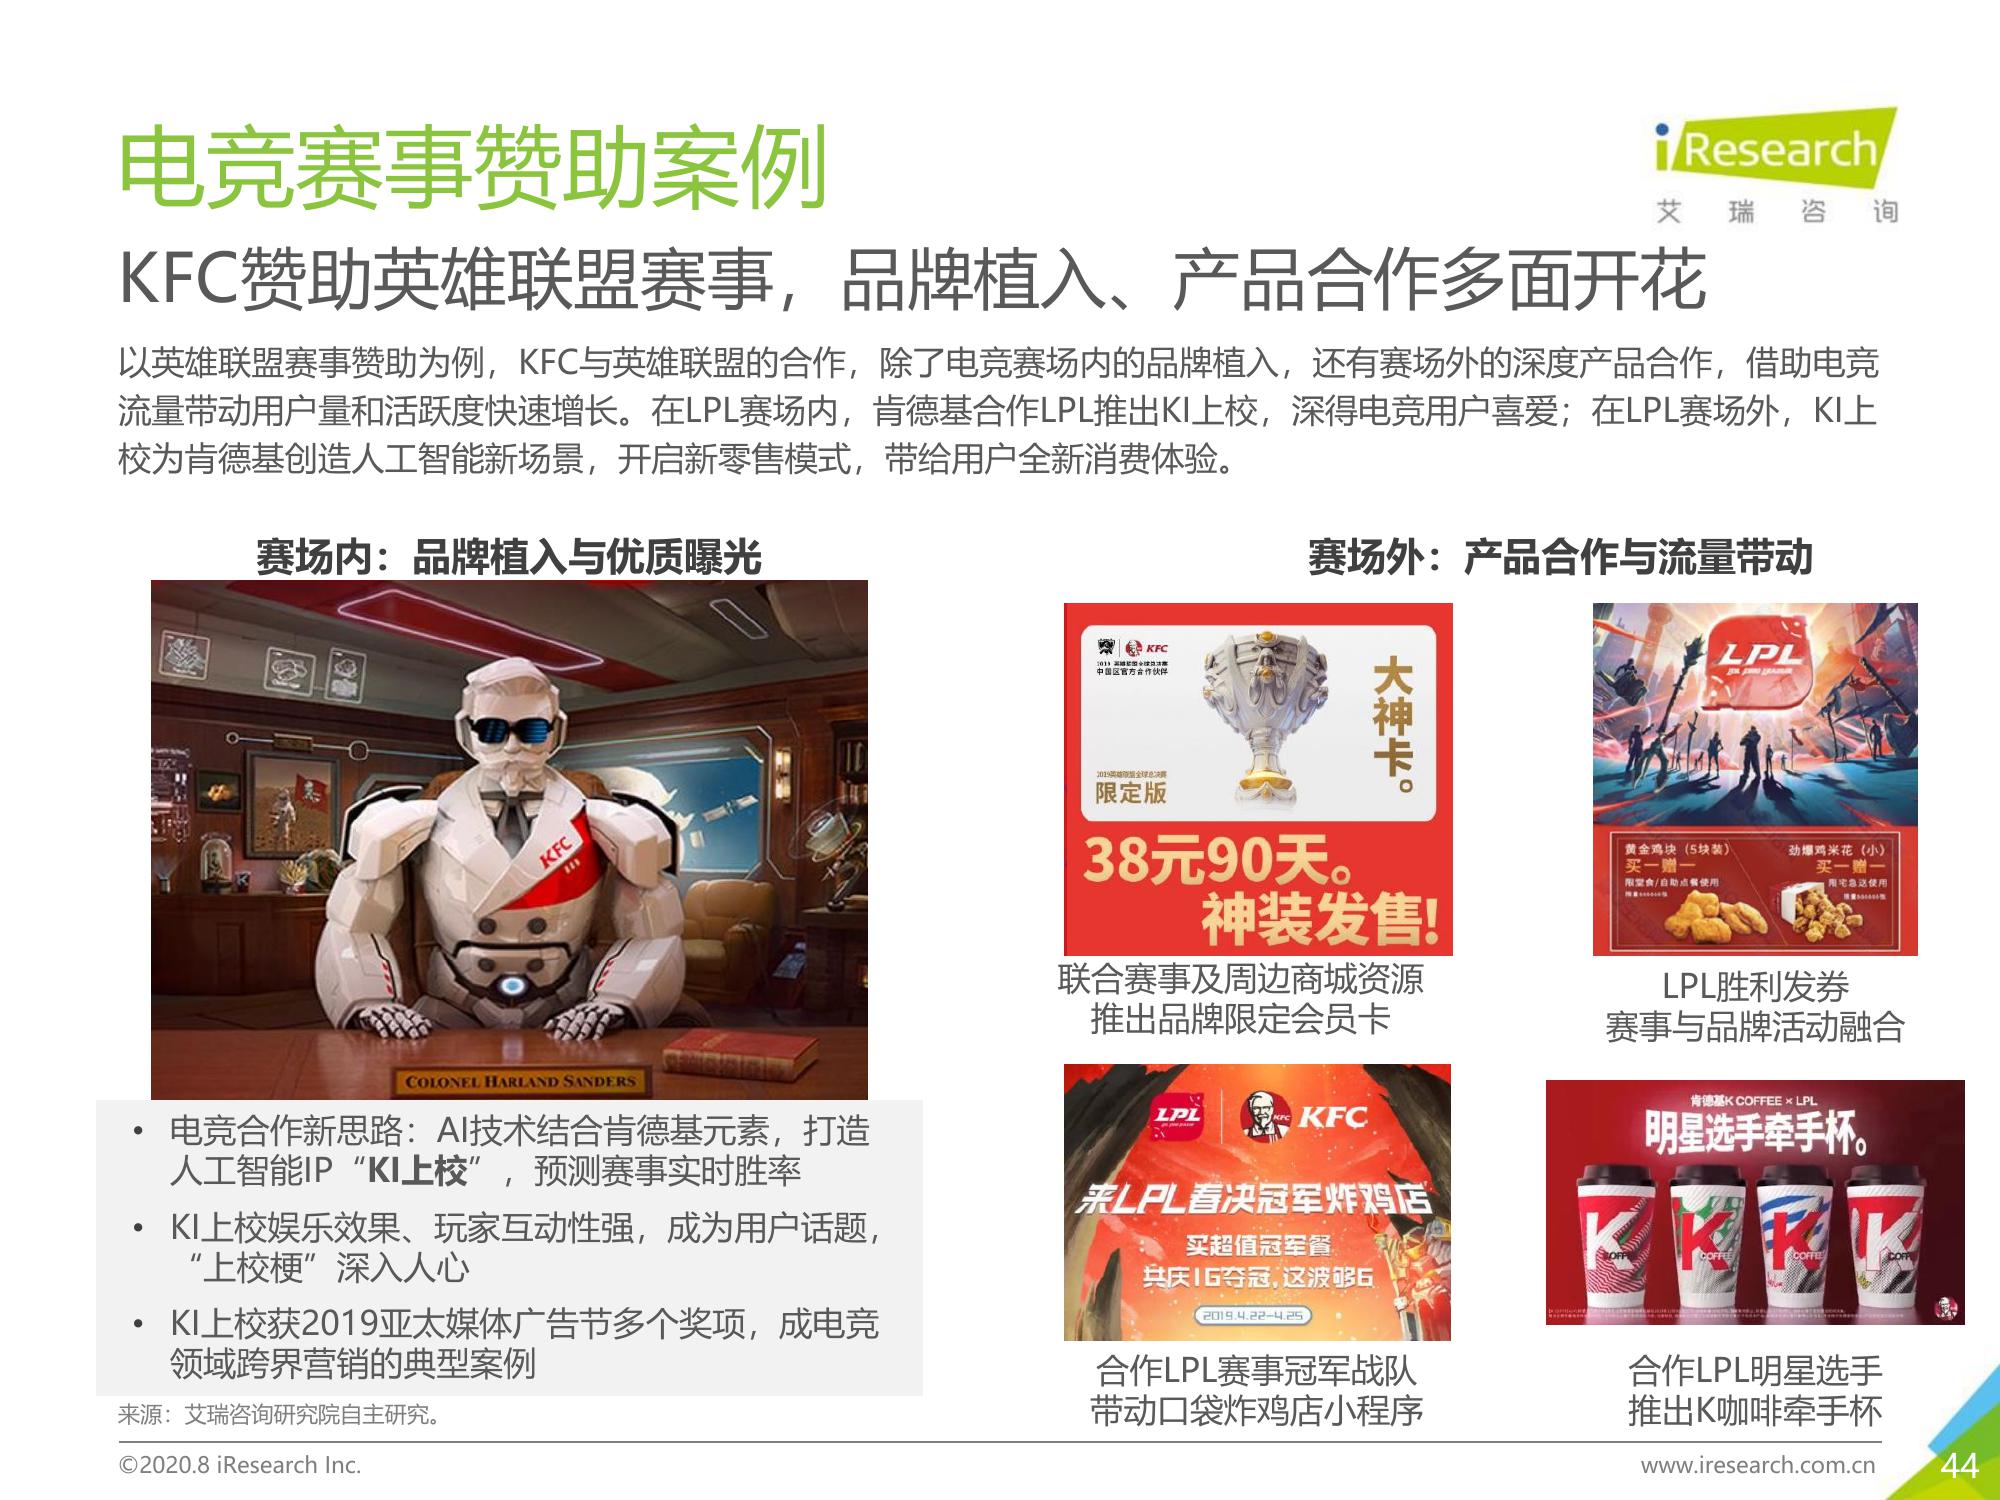 电竞赛事赞助案例
iResearch
艾瑞咨询
KFC赞助英雄联盟赛事，品牌植入、产品合作多面开花
以英雄联盟赛事赞助为例，KFC与英雄联盟的合作，除了电竞赛场内的品牌植入，还有赛场外的深度产品合作，借助电竞
流量带动用户量和活跃度快速增长。在LPL赛场内，肯德基合作LPL推出KI上校，深得电竞用户喜爱；在LPL赛场外，KI上
校为肯德基创造人工智能新场景，开启新零售模式，带给用户全新消费体验。
赛场内：品牌植入与优质曝光
KFC
COLONEL HARLAND SANDERS
• 电竞合作新思路：AI技术结合肯德基元素，打造
人工智能IP“KI上校”，预测赛事实时胜率
• KI上校娱乐效果、玩家互动性强，成为用户话题，
“上校梗”深入人心
• KI上校获2019亚太媒体广告节多个奖项，成电竞
领域跨界营销的典型案例
赛场外：产品合作与流量带动
KFC
2019 英雄联盟全球总决赛
中国区官方合作伙伴
大神卡。
2019英雄联盟全球总决赛
限定版
38元90天。
神装发售!
联合赛事及周边商城资源
推出品牌限定会员卡
LPL
黄金鸡块（5块装）
买一赠一
限堂食/自助点餐使用
劲爆鸡米花（小）
买一赠一
限宅急送使用
LPL胜利发券
赛事与品牌活动融合
LPL
KFC
KFC
来LPL看决冠军炸鸡店
买超值冠军餐
共庆IG夺冠,这波够6
2019.4.22—4.25
合作LPL赛事冠军战队
带动口袋炸鸡店小程序
肯德基K COFFEE × LPL
明星选手牵手杯。
K COFFEE
K COFFEE
K COFFEE
K COFFEE
合作LPL明星选手
推出K咖啡牵手杯
来源：艾瑞咨询研究院自主研究。
©2020.8 iResearch Inc.
www.iresearch.com.cn
44